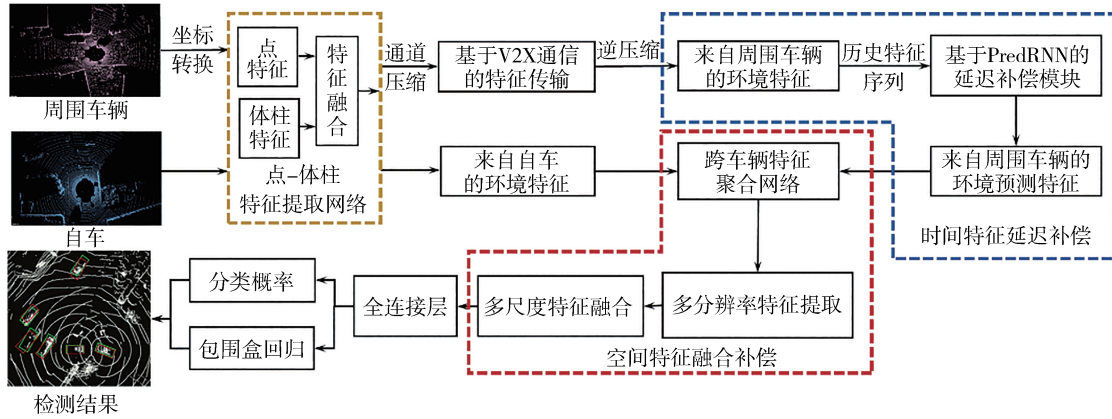 周围车辆
坐标
转换
点
特征
体柱
特征
特征融合
点-体柱
特征提取网络
通道
压缩
基于V2X通信
的特征传输
逆压缩
来自周围车辆
的环境特征
历史特征
序列
基于PredRNN的
延迟补偿模块
自车
来自自车
的环境特征
跨车辆特征
聚合网络
来自周围车辆的
环境预测特征
时间特征延迟补偿
检测结果
分类概率
包围盒回归
全连接层
多尺度特征融合
多分辨率特征提取
空间特征融合补偿